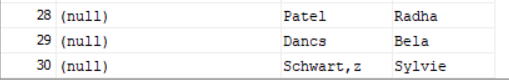 28 (null) Patel Radha
29 (null) Dancs Bela
30 (null) Schwart,z Sylvie